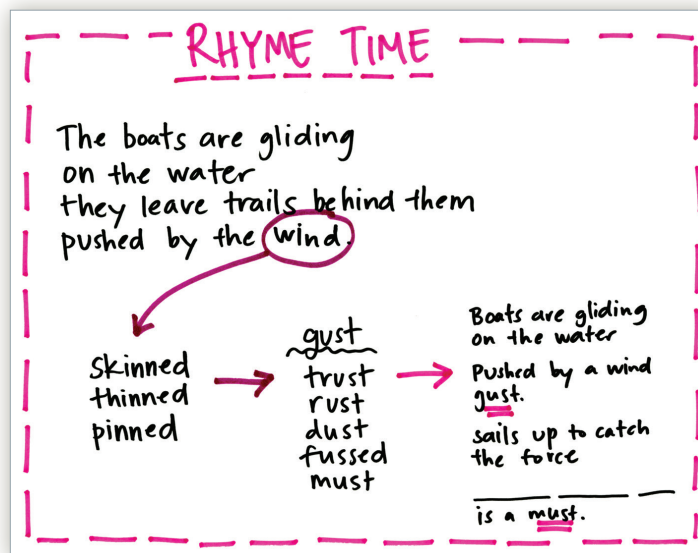 RHYME TIME
The boats are gliding
on the water
they leave trails behind them
pushed by the wind.
skinned
thinned
pinned
gust
trust
rust
dust
fussed
must
Boats are gliding
on the water
Pushed by a wind
gust.
sails up to catch
the force
is a must.